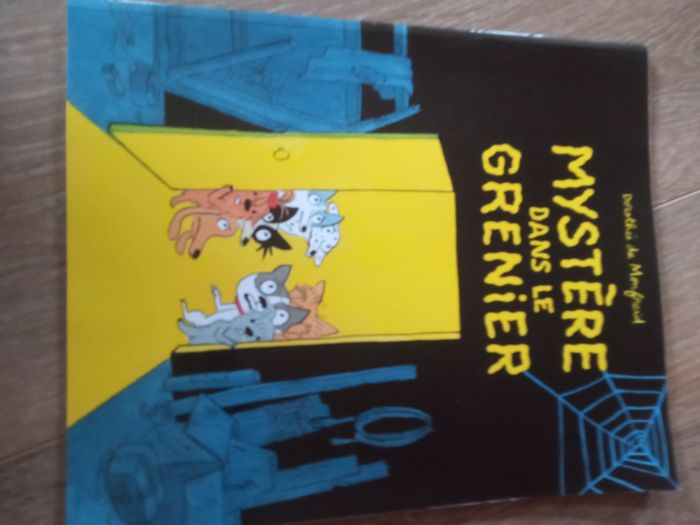 Dorothée de Monfreid
MYSTÈRE
DANS LE
GRENiER